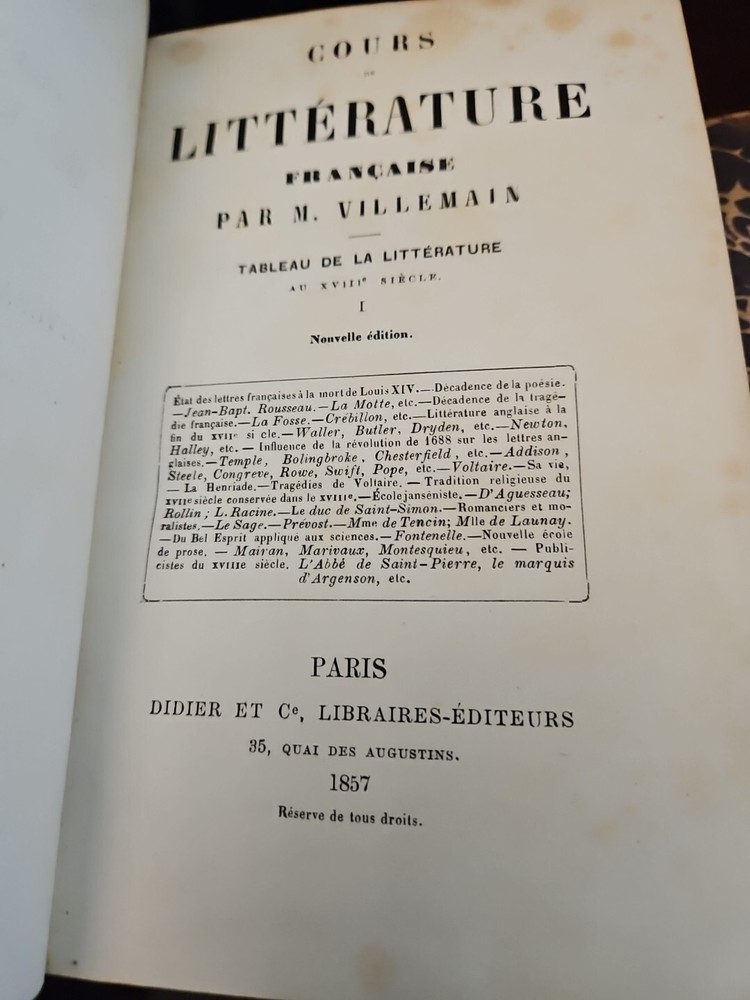 COURS
DE
LITTÉRATURE
FRANÇAISE
PAR M. VILLEMAIN
TABLEAU DE LA LITTÉRATURE
AU XVIIIe SIÈCLE.
I
Nouvelle édition.
État des lettres françaises à la mort de Louis XIV.—Décadence de la poésie.
—Jean-Bapt. Rousseau.—La Motte, etc.—Décadence de la tragé-
die française.—La Fosse.—Crébillon, etc.—Littérature anglaise à la
fin du XVIIe si cle.—Waller, Butler, Dryden, etc.—Newton,
Halley, etc. — Influence de la révolution de 1688 sur les lettres an-
glaises.—Temple, Bolingbroke, Chesterfield, etc.—Addison,
Steele, Congreve, Rowe, Swift, Pope, etc.—Voltaire.—Sa vie,
— La Henriade.—Tragédies de Voltaire. — Tradition religieuse du
XVIIe siècle conservée dans le XVIIIe.—École janséniste.—D'Aguesseau;
Rollin; L. Racine.—Le duc de Saint-Simon.—Romanciers et mo-
ralistes.—Le Sage.—Prévost.—Mme de Tencin; Mlle de Launay.
—Du Bel Esprit appliqué aux sciences.—Fontenelle.—Nouvelle école
de prose. — Mairan, Marivaux, Montesquieu, etc. — Publi-
cistes du XVIIIe siècle. L'Abbé de Saint-Pierre, le marquis
d'Argenson, etc.
PARIS
DIDIER ET Ce, LIBRAIRES-ÉDITEURS
35, QUAI DES AUGUSTINS.
1857
Réserve de tous droits.